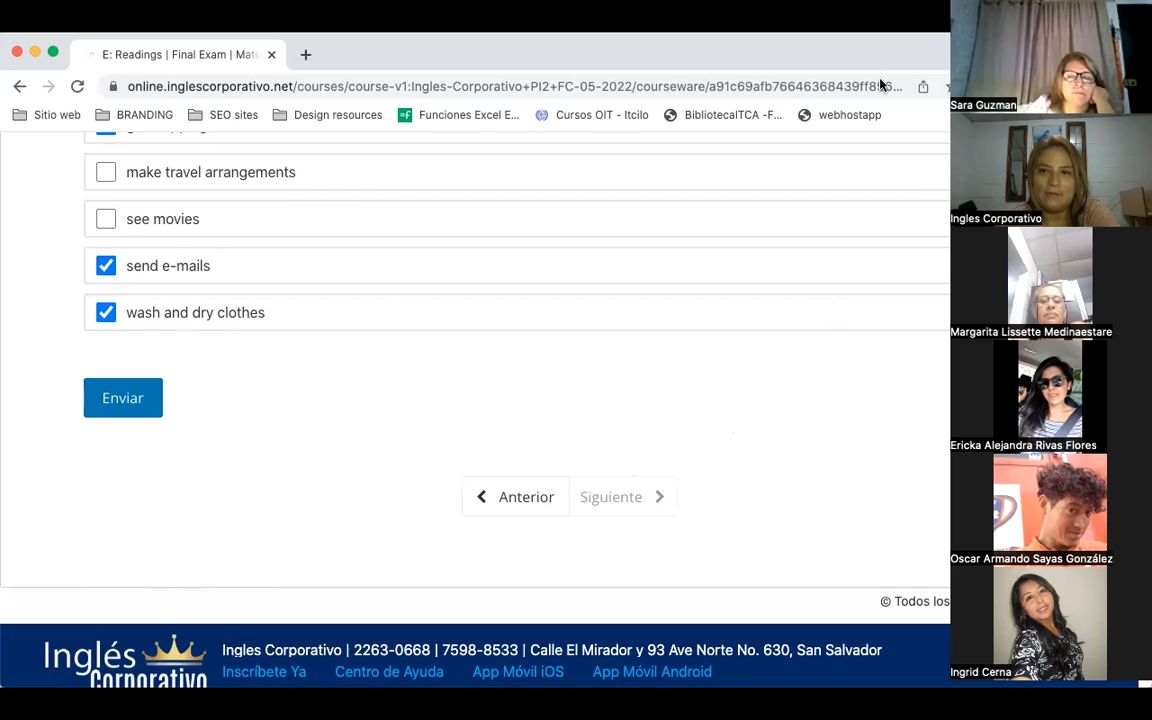 E: Readings | Final Exam | Mate
online.inglescorporativo.net/courses/course-v1:Ingles-Corporativo+PI2+FC-05-2022/courseware/a91c69afb76646368439ff8
Sitio web
BRANDING
SEO sites
Design resources
Funciones Excel E...
Cursos OIT - Itcilo
BibliotecaITCA -F...
webhostapp
make travel arrangements
see movies
send e-mails
wash and dry clothes
Enviar
Anterior
Siguiente
© Todos los
Inglés
Corporativo
Ingles Corporativo | 2263-0668 | 7598-8533 | Calle El Mirador y 93 Ave Norte No. 630, San Salvador
Inscríbete Ya
Centro de Ayuda
App Móvil iOS
App Móvil Android
Sara Guzman
Ingles Corporativo
Margarita Lissette Medinaestare
Ericka Alejandra Rivas Flores
Oscar Armando Sayas González
Ingrid Cerna